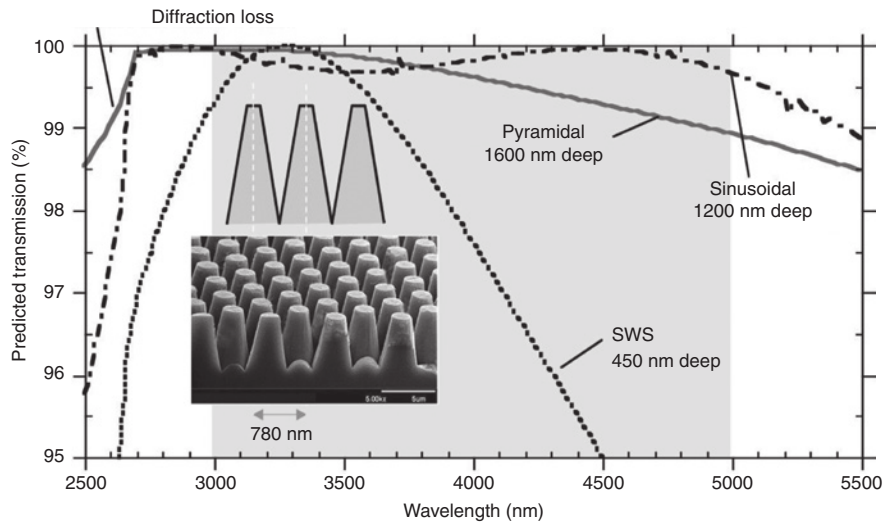 Diffraction loss
100
99
98
97
96
95
Predicted transmission (%)
Pyramidal
1600 nm deep
Sinusoidal
1200 nm deep
SWS
450 nm deep
5.00kx
5um
780 nm
2500
3000
3500
4000
4500
5000
5500
Wavelength (nm)